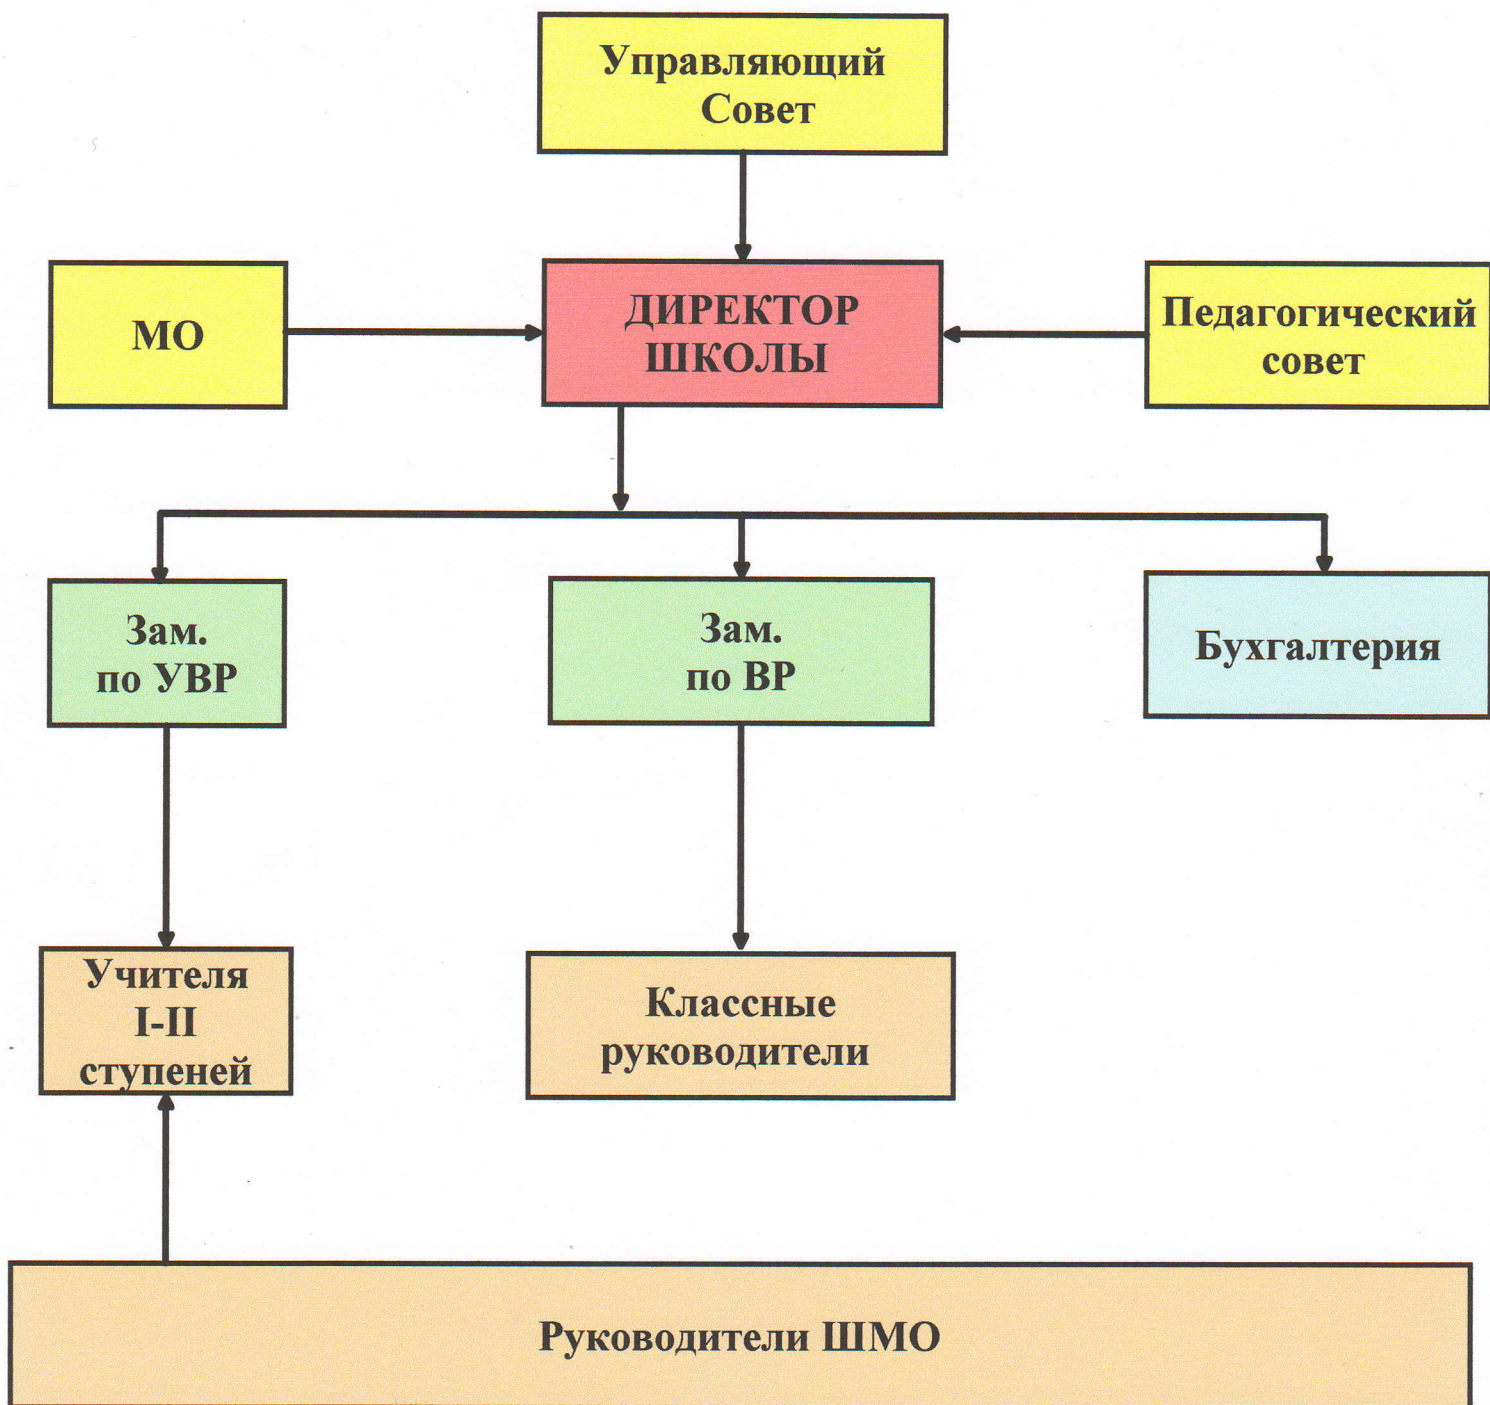 Управляющий
Совет
МО
ДИРЕКТОР
ШКОЛЫ
Педагогический
совет
Зам.
по УВР
Зам.
по ВР
Бухгалтерия
Учителя
I-II
ступеней
Классные
руководители
Руководители ШМО